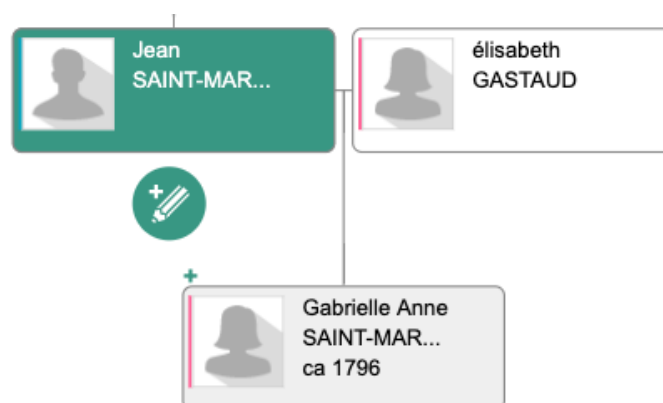 Jean
SAINT-MAR...
élisabeth
GASTAUD
Gabrielle Anne
SAINT-MAR...
ca 1796